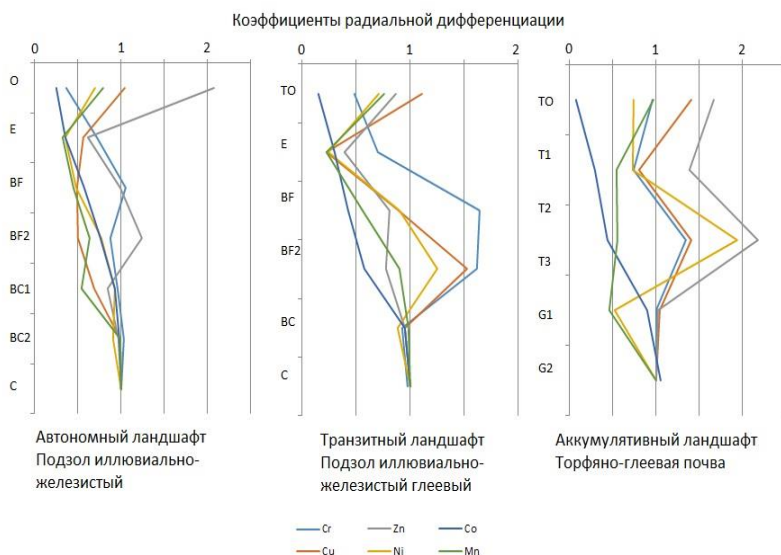 Коэффициенты радиальной дифференциации
0 1 2
O
E
BF
BF2
BC1
BC2
C
Автономный ландшафт
Подзол иллювиально-
железистый
0 1 2
TO
E
BF
BF2
BC
C
Транзитный ландшафт
Подзол иллювиально-
железистый глеевый
0 1 2
TO
T1
T2
T3
G1
G2
Аккумулятивный ландшафт
Торфяно-глеевая почва
Cr Zn Co
Cu Ni Mn